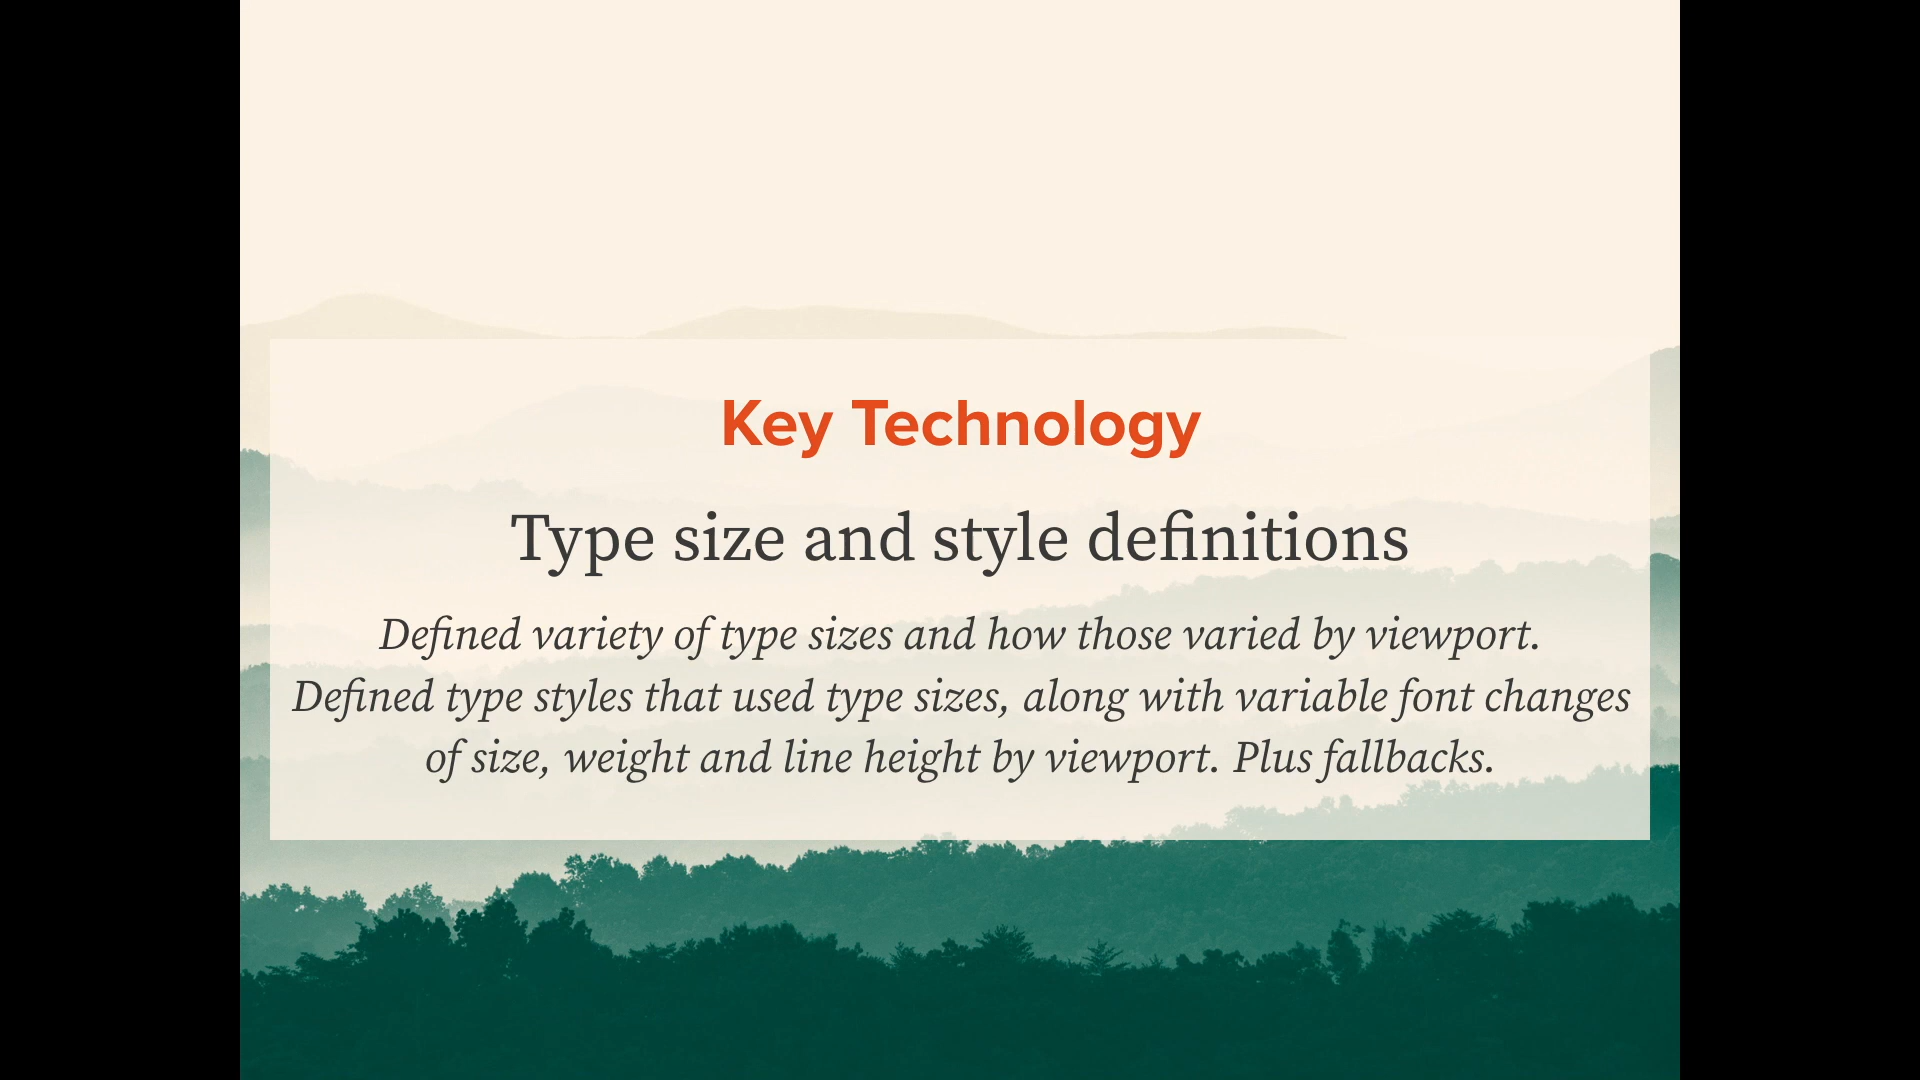 Key Technology
Type size and style definitions
Defined variety of type sizes and how those varied by viewport.
Defined type styles that used type sizes, along with variable font changes
of size, weight and line height by viewport. Plus fallbacks.